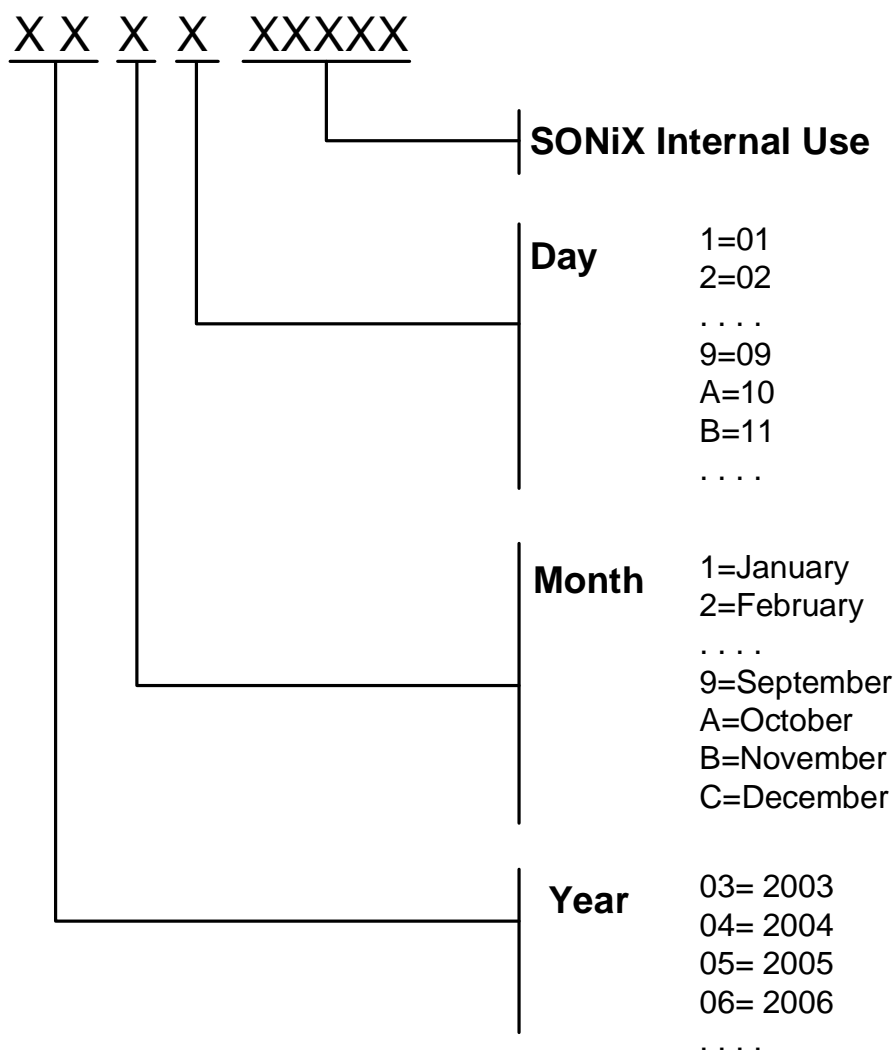 X X X X XXXXX
SONiX Internal Use
Day
1=01
2=02
. . . .
9=09
A=10
B=11
. . . .
Month
1=January
2=February
. . . .
9=September
A=October
B=November
C=December
Year
03= 2003
04= 2004
05= 2005
06= 2006
. . . .